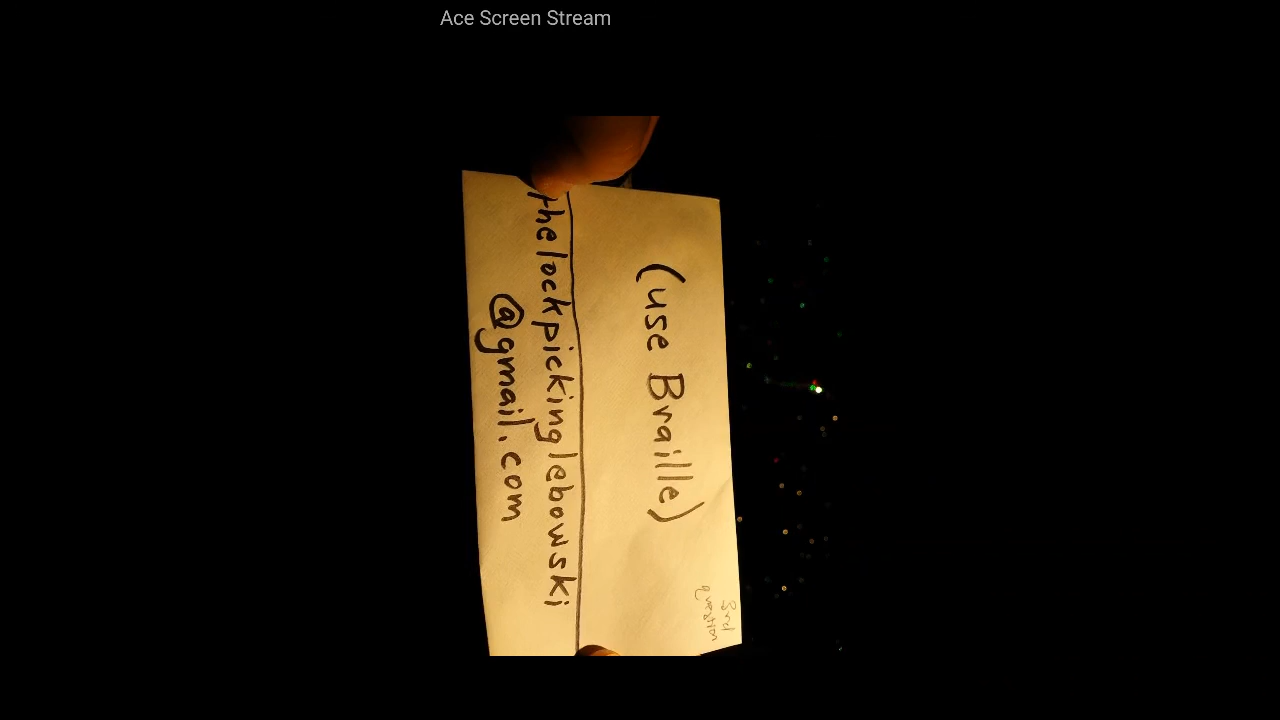 Ace Screen Stream
3rd
question
(use Braille)
thelockpickinglebowski
@gmail.com